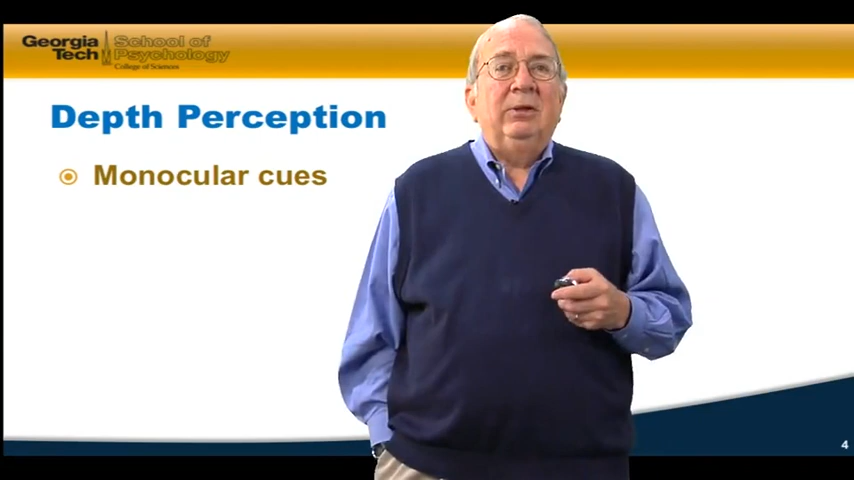 Georgia
Tech
School of
Psychology
College of Sciences
Depth Perception
Monocular cues
4